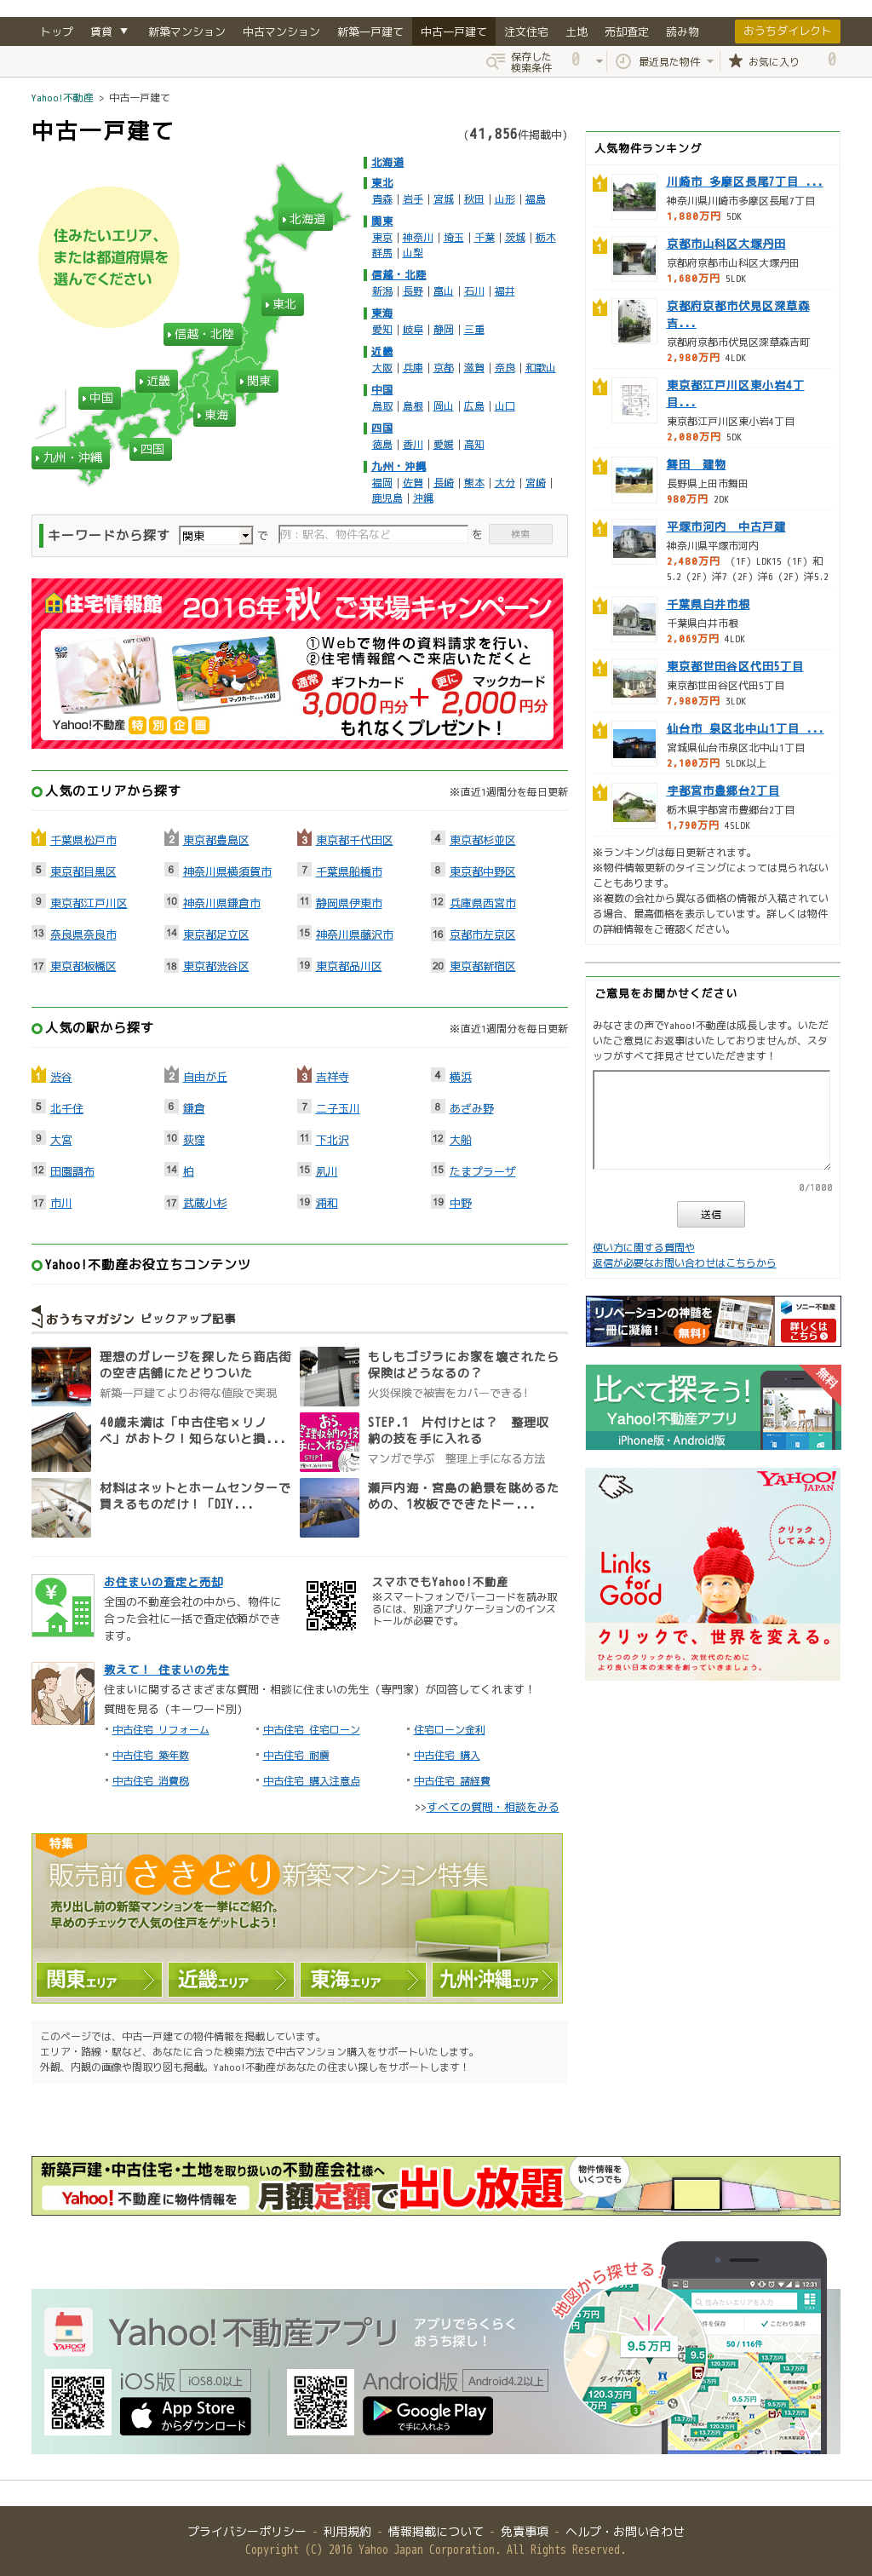 トップ 賃貸 ▼ 新築マンション 中古マンション 新築一戸建て 中古一戸建て 注文住宅 土地 売却査定 読み物 おうちダイレクト
保存した
検索条件 0 最近見た物件 お気に入り 0
Yahoo!不動産 > 中古一戸建て
中古一戸建て
(41,856件掲載中)
住みたいエリア、
または都道府県を
選んでください
北海道
東北
信越・北陸
近畿
関東
中国
東海
四国
九州・沖縄
北海道
東北
青森 | 岩手 | 宮城 | 秋田 | 山形 | 福島
関東
東京 | 神奈川 | 埼玉 | 千葉 | 茨城 | 栃木
群馬 | 山梨
信越・北陸
新潟 | 長野 | 富山 | 石川 | 福井
東海
愛知 | 岐阜 | 静岡 | 三重
近畿
大阪 | 兵庫 | 京都 | 滋賀 | 奈良 | 和歌山
中国
鳥取 | 島根 | 岡山 | 広島 | 山口
四国
徳島 | 香川 | 愛媛 | 高知
九州・沖縄
福岡 | 佐賀 | 長崎 | 熊本 | 大分 | 宮崎 |
鹿児島 | 沖縄
キーワードから探す 関東 で 例：駅名、物件名など を 検索
住宅情報館 2016年 秋 ご来場キャンペーン
①Webで物件の資料請求を行い、
②住宅情報館へご来店いただくと
通常 ギフトカード 3,000円分 + 更に マックカード 2,000円分
もれなくプレゼント！
Yahoo!不動産 特別企画
人気のエリアから探す
※直近1週間分を毎日更新
1 千葉県松戸市 2 東京都豊島区 3 東京都千代田区 4 東京都杉並区
5 東京都目黒区 6 神奈川県横須賀市 7 千葉県船橋市 8 東京都中野区
9 東京都江戸川区 10 神奈川県鎌倉市 11 静岡県伊東市 12 兵庫県西宮市
13 奈良県奈良市 14 東京都足立区 15 神奈川県藤沢市 16 京都市左京区
17 東京都板橋区 18 東京都渋谷区 19 東京都品川区 20 東京都新宿区
人気の駅から探す
※直近1週間分を毎日更新
1 渋谷 2 自由が丘 3 吉祥寺 4 横浜
5 北千住 6 鎌倉 7 二子玉川 8 あざみ野
9 大宮 10 荻窪 11 下北沢 12 大船
12 田園調布 14 柏 15 夙川 15 たまプラーザ
17 市川 17 武蔵小杉 19 浦和 19 中野
Yahoo!不動産お役立ちコンテンツ
おうちマガジン ピックアップ記事
理想のガレージを探したら商店街の空き店舗にたどりついた
新築一戸建てよりお得な値段で実現
もしもゴジラにお家を壊されたら保険はどうなるの？
火災保険で被害をカバーできる!
40歳未満は「中古住宅×リノベ」がおトク！知らないと損...
STEP.1　片付けとは？　整理収納の技を手に入れる
マンガで学ぶ　整理上手になる方法
材料はネットとホームセンターで買えるものだけ！「DIY...
瀬戸内海・宮島の絶景を眺めるための、1枚板でできたドー...
お住まいの査定と売却
全国の不動産会社の中から、物件に
合った会社に一括で査定依頼ができ
ます。
スマホでもYahoo!不動産
※スマートフォンでバーコードを読み取
るには、別途アプリケーションのインス
トールが必要です。
教えて！ 住まいの先生
住まいに関するさまざまな質問・相談に住まいの先生（専門家）が回答してくれます！
質問を見る（キーワード別）
中古住宅 リフォーム 中古住宅 住宅ローン 住宅ローン金利
中古住宅 築年数 中古住宅 耐震 中古住宅 購入
中古住宅 消費税 中古住宅 購入注意点 中古住宅 諸経費
>>すべての質問・相談をみる
特集
販売前さきどり新築マンション特集
売り出し前の新築マンションを一挙にご紹介。
早めのチェックで人気の住戸をゲットしよう！
関東エリア 近畿エリア 東海エリア 九州・沖縄エリア
このページでは、中古一戸建ての物件情報を掲載しています。
エリア・路線・駅など、あなたに合った検索方法で中古マンション購入をサポートいたします。
外観、内観の画像や間取り図も掲載。Yahoo!不動産があなたの住まい探しをサポートします！
人気物件ランキング
1 川崎市 多摩区長尾7丁目 ...
神奈川県川崎市多摩区長尾7丁目
1,880万円 5DK
1 京都市山科区大塚丹田
京都府京都市山科区大塚丹田
1,680万円 5LDK
1 京都府京都市伏見区深草森吉...
京都府京都市伏見区深草森吉町
2,980万円 4LDK
1 東京都江戸川区東小岩4丁目...
東京都江戸川区東小岩4丁目
2,080万円 5DK
1 舞田　建物
長野県上田市舞田
980万円 2DK
1 平塚市河内　中古戸建
神奈川県平塚市河内
2,480万円 （1F）LDK15（1F）和
5.2（2F）洋7（2F）洋6（2F）洋5.2
1 千葉県白井市根
千葉県白井市根
2,069万円 4LDK
1 東京都世田谷区代田5丁目
東京都世田谷区代田5丁目
7,980万円 3LDK
1 仙台市 泉区北中山1丁目 ...
宮城県仙台市泉区北中山1丁目
2,100万円 5LDK以上
1 宇都宮市豊郷台2丁目
栃木県宇都宮市豊郷台2丁目
1,790万円 4SLDK
※ランキングは毎日更新されます。
※物件情報更新のタイミングによっては見られないこともあります。
※複数の会社から異なる価格の情報が入稿されている場合、最高価格を表示しています。詳しくは物件の詳細情報をご確認ください。
ご意見をお聞かせください
みなさまの声でYahoo!不動産は成長します。いただいたご意見にお返事はいたしておりませんが、スタッフがすべて拝見させていただきます！
0/1000
送信
使い方に関する質問や
返信が必要なお問い合わせはこちらから
リノベーションの神髄を
一冊に凝縮！ 無料！
ソニー不動産
詳しくはこちら
比べて探そう！ 無料
Yahoo!不動産アプリ
iPhone版・Android版
YAHOO! JAPAN
クリックしてみよう
Links for Good
クリックで、世界を変える。
ひとつのクリックから、次世代のために
より良い日本の未来を創っていきましょう。
新築戸建・中古住宅・土地を取り扱いの不動産会社様へ
Yahoo!不動産に物件情報を 月額定額で出し放題
物件情報をいくつでも
地図から探せる！
YAHOO!
Yahoo!不動産アプリ
アプリでらくらく
おうち探し！
iOS版 iOS8.0以上
App Store
からダウンロード
Android版 Android4.2以上
Google Play
で手に入れよう
12:31
住みたいエリア
条件を保存 こだわり条件
50 / 116件
9.5万円
六本木
ダイヤハイツ
120.3万円
13.7万円
プライバシーポリシー - 利用規約 - 情報掲載について - 免責事項 - ヘルプ・お問い合わせ
Copyright (C) 2016 Yahoo Japan Corporation. All Rights Reserved.